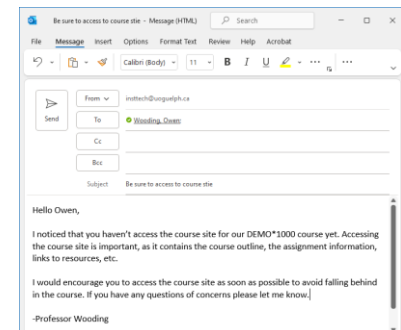 Be sure to access to course stie - Message (HTML)
Search
File Message Insert Options Format Text Review Help Acrobat
Calibri (Body) 11 B I U
Send
From insttech@uoguelph.ca
To Wooding, Owen
Cc
Bcc
Subject Be sure to access to course stie
Hello Owen,
I noticed that you haven't access the course site for our DEMO*1000 course yet. Accessing
the course site is important, as it contains the course outline, the assignment information,
links to resources, etc.
I would encourage you to access the course site as soon as possible to avoid falling behind
in the course. If you have any questions of concerns please let me know.
-Professor Wooding